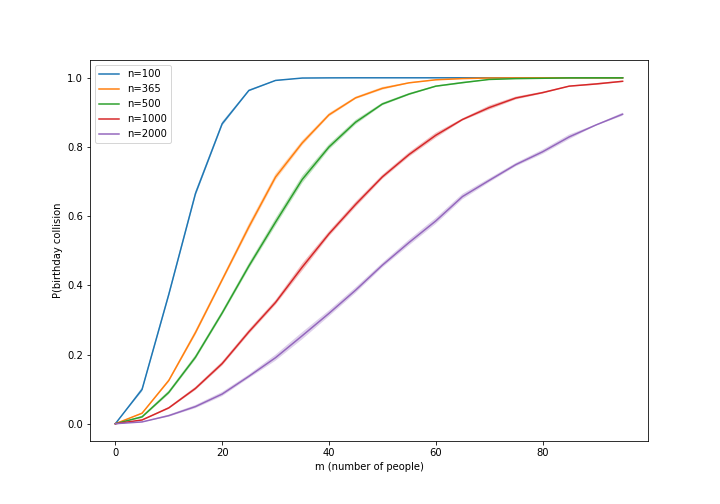 1.0
0.8
0.6
0.4
0.2
0.0
P(birthday collision
n=100
n=365
n=500
n=1000
n=2000
0 20 40 60 80
m (number of people)